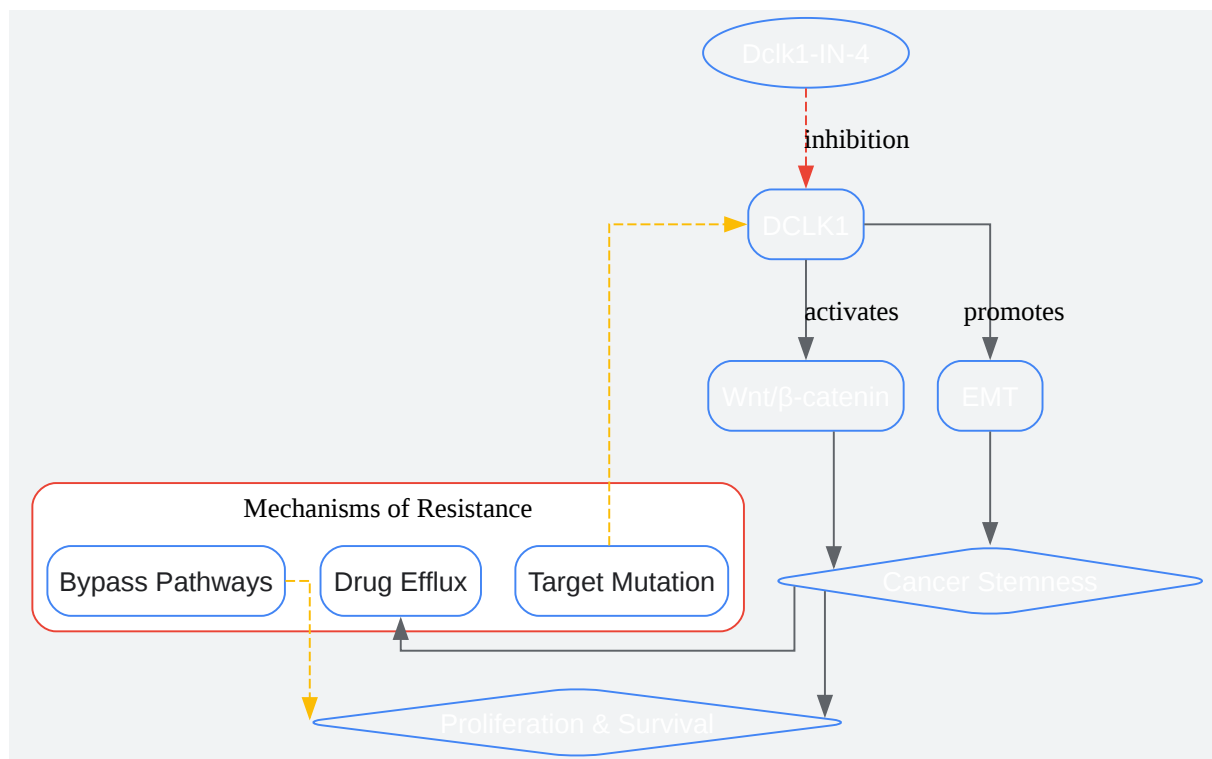 Dclk1-IN-4
inhibition
DCLK1
activates
promotes
Wnt/β-catenin
EMT
Mechanisms of Resistance
Bypass Pathways
Drug Efflux
Target Mutation
Cancer Stemness
Proliferation & Survival